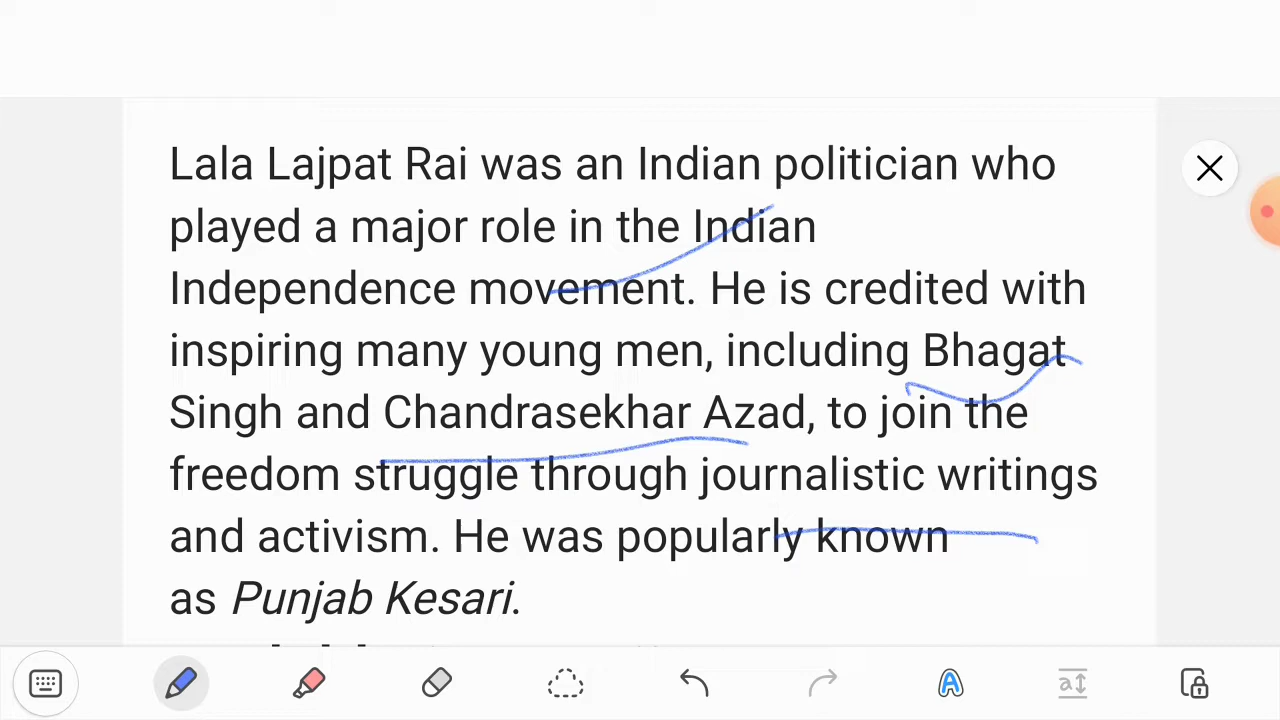 Lala Lajpat Rai was an Indian politician who
played a major role in the Indian
Independence movement. He is credited with
inspiring many young men, including Bhagat
Singh and Chandrasekhar Azad, to join the
freedom struggle through journalistic writings
and activism. He was popularly known
as Punjab Kesari.